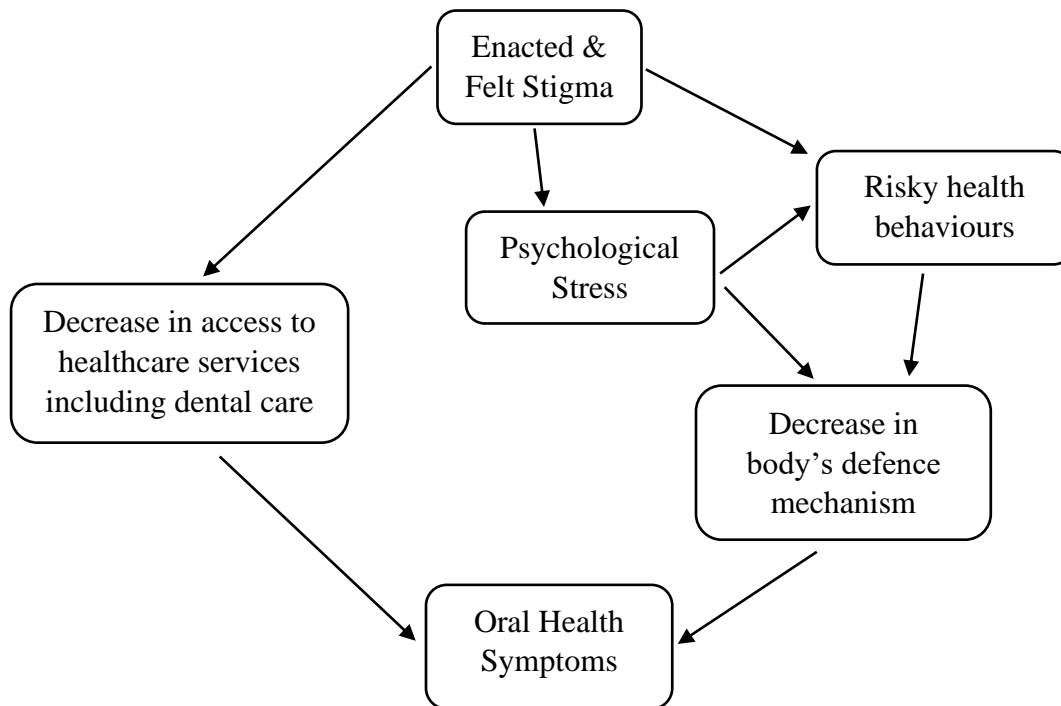 Enacted &
Felt Stigma
Risky health
behaviours
Psychological
Stress
Decrease in access to
healthcare services
including dental care
Decrease in
body’s defence
mechanism
Oral Health
Symptoms